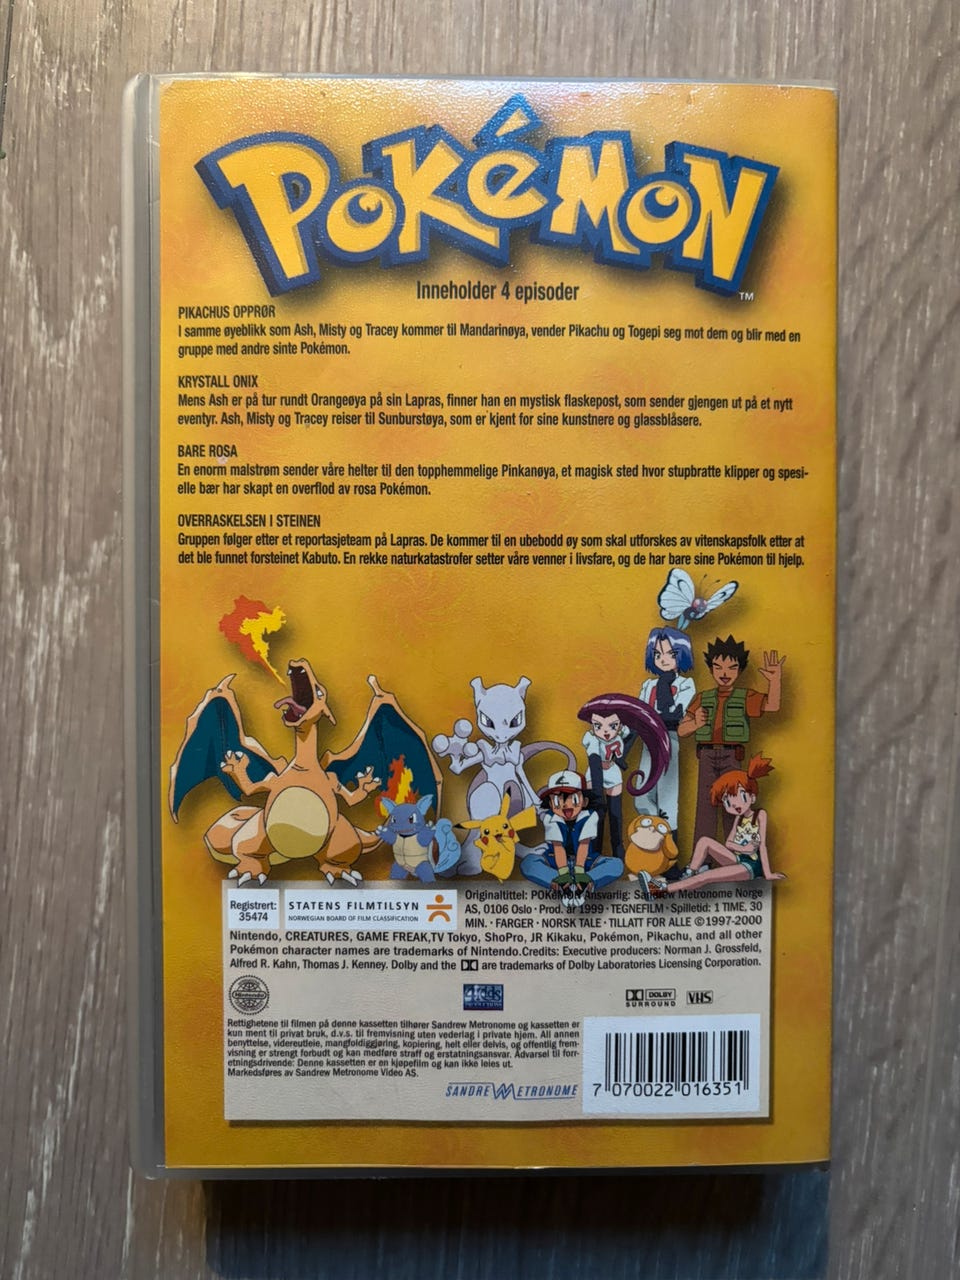 POKéMON
TM
Inneholder 4 episoder
PIKACHUS OPPRØR
I samme øyeblikk som Ash, Misty og Tracey kommer til Mandarinøya, vender Pikachu og Togepi seg mot dem og blir med en
gruppe med andre sinte Pokémon.
KRYSTALL ONIX
Mens Ash er på tur rundt Orangeøya på sin Lapras, finner han en mystisk flaskepost, som sender gjengen ut på et nytt
eventyr. Ash, Misty og Tracey reiser til Sunburstøya, som er kjent for sine kunstnere og glassblåsere.
BARE ROSA
En enorm malstrøm sender våre helter til den topphemmelige Pinkanøya, et magisk sted hvor stupbratte klipper og spesi-
elle bær har skapt en overflod av rosa Pokémon.
OVERRASKELSEN I STEINEN
Gruppen følger etter et reportasjeteam på Lapras. De kommer til en ubebodd øy som skal utforskes av vitenskapsfolk etter at
det ble funnet forsteinet Kabuto. En rekke naturkatastrofer setter våre venner i livsfare, og de har bare sine Pokémon til hjelp.
R
Registrert:
35474
STATENS FILMTILSYN
NORWEGIAN BOARD OF FILM CLASSIFICATION
Originaltittel: POKéMON Ansvarlig: Sandrew Metronome Norge
AS, 0106 Oslo · Prod. år 1999 · TEGNEFILM · Spilletid: 1 TIME, 30
MIN. · FARGER · NORSK TALE · TILLATT FOR ALLE ©1997-2000
Nintendo, CREATURES, GAME FREAK,TV Tokyo, ShoPro, JR Kikaku, Pokémon, Pikachu, and all other
Pokémon character names are trademarks of Nintendo.Credits: Executive producers: Norman J. Grossfeld,
Alfred R. Kahn, Thomas J. Kenney. Dolby and the are trademarks of Dolby Laboratories Licensing Corporation.
Nintendo
4KIDS
PRODUCTIONS
DOLBY
SURROUND
VHS
Rettighetene til filmen på denne kassetten tilhører Sandrew Metronome og kassetten er
kun ment til privat bruk, d.v.s. til fremvisning uten vederlag i private hjem. All annen
benyttelse, videreutleie, mangfoldiggjøring, kopiering, helt eller delvis, og offentlig frem-
visning er strengt forbudt og kan medføre straff og erstatningsansvar. Advarsel til for-
retningsdrivende: Denne kassetten er en kjøpefilm og kan ikke leies ut.
Markedsføres av Sandrew Metronome Video AS.
SANDREW METRONOME
7 070022 016351